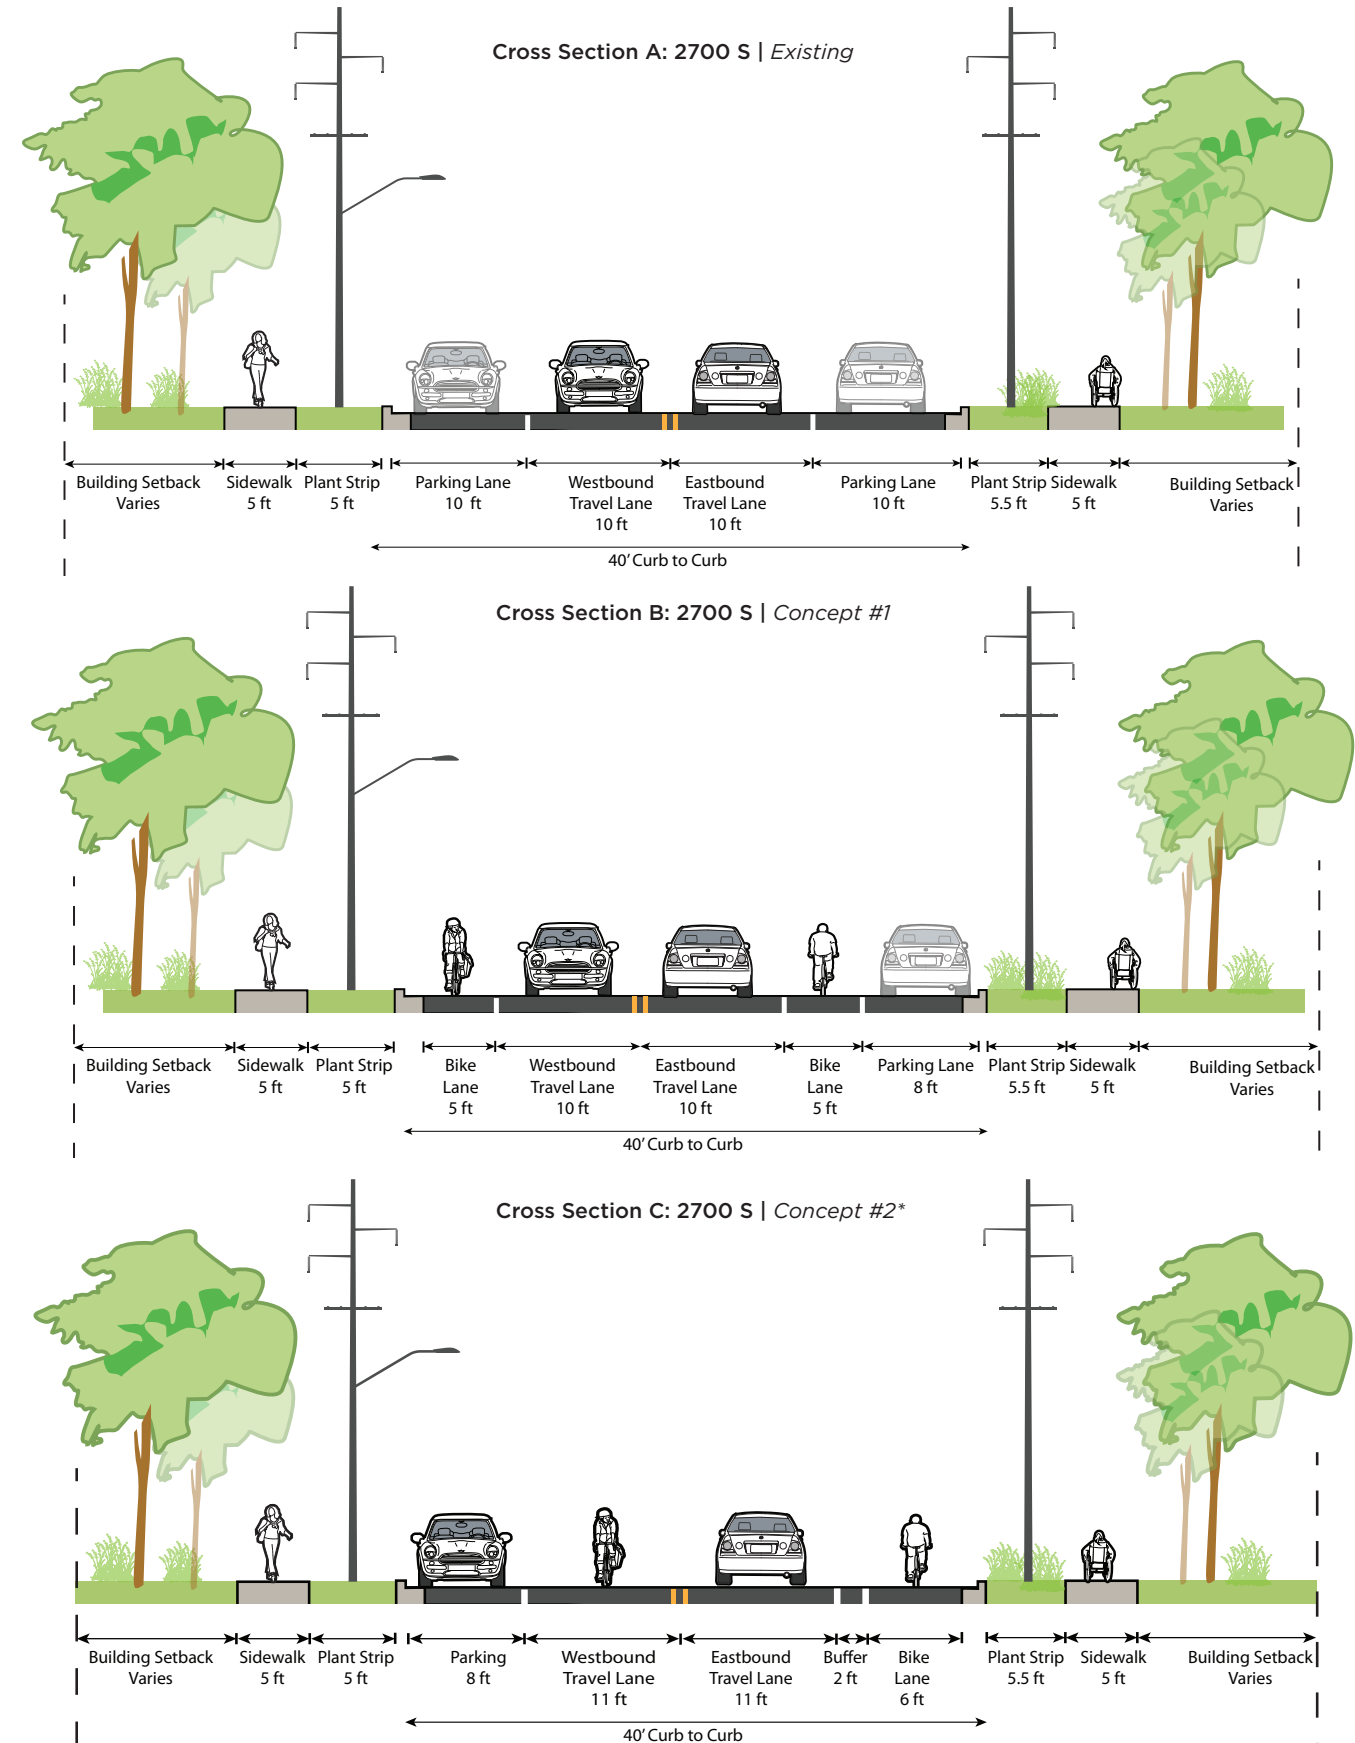 Cross Section A: 2700 S | Existing
Building Setback Varies
Sidewalk 5 ft
Plant Strip 5 ft
Parking Lane 10 ft
Westbound Travel Lane 10 ft
Eastbound Travel Lane 10 ft
Parking Lane 10 ft
Plant Strip 5.5 ft
Sidewalk 5 ft
Building Setback Varies
40' Curb to Curb
Cross Section B: 2700 S | Concept #1
Building Setback Varies
Sidewalk 5 ft
Plant Strip 5 ft
Bike Lane 5 ft
Westbound Travel Lane 10 ft
Eastbound Travel Lane 10 ft
Bike Lane 5 ft
Parking Lane 8 ft
Plant Strip 5.5 ft
Sidewalk 5 ft
Building Setback Varies
40' Curb to Curb
Cross Section C: 2700 S | Concept #2*
Building Setback Varies
Sidewalk 5 ft
Plant Strip 5 ft
Parking 8 ft
Westbound Travel Lane 11 ft
Eastbound Travel Lane 11 ft
Buffer 2 ft
Bike Lane 6 ft
Plant Strip 5.5 ft
Sidewalk 5 ft
Building Setback Varies
40' Curb to Curb